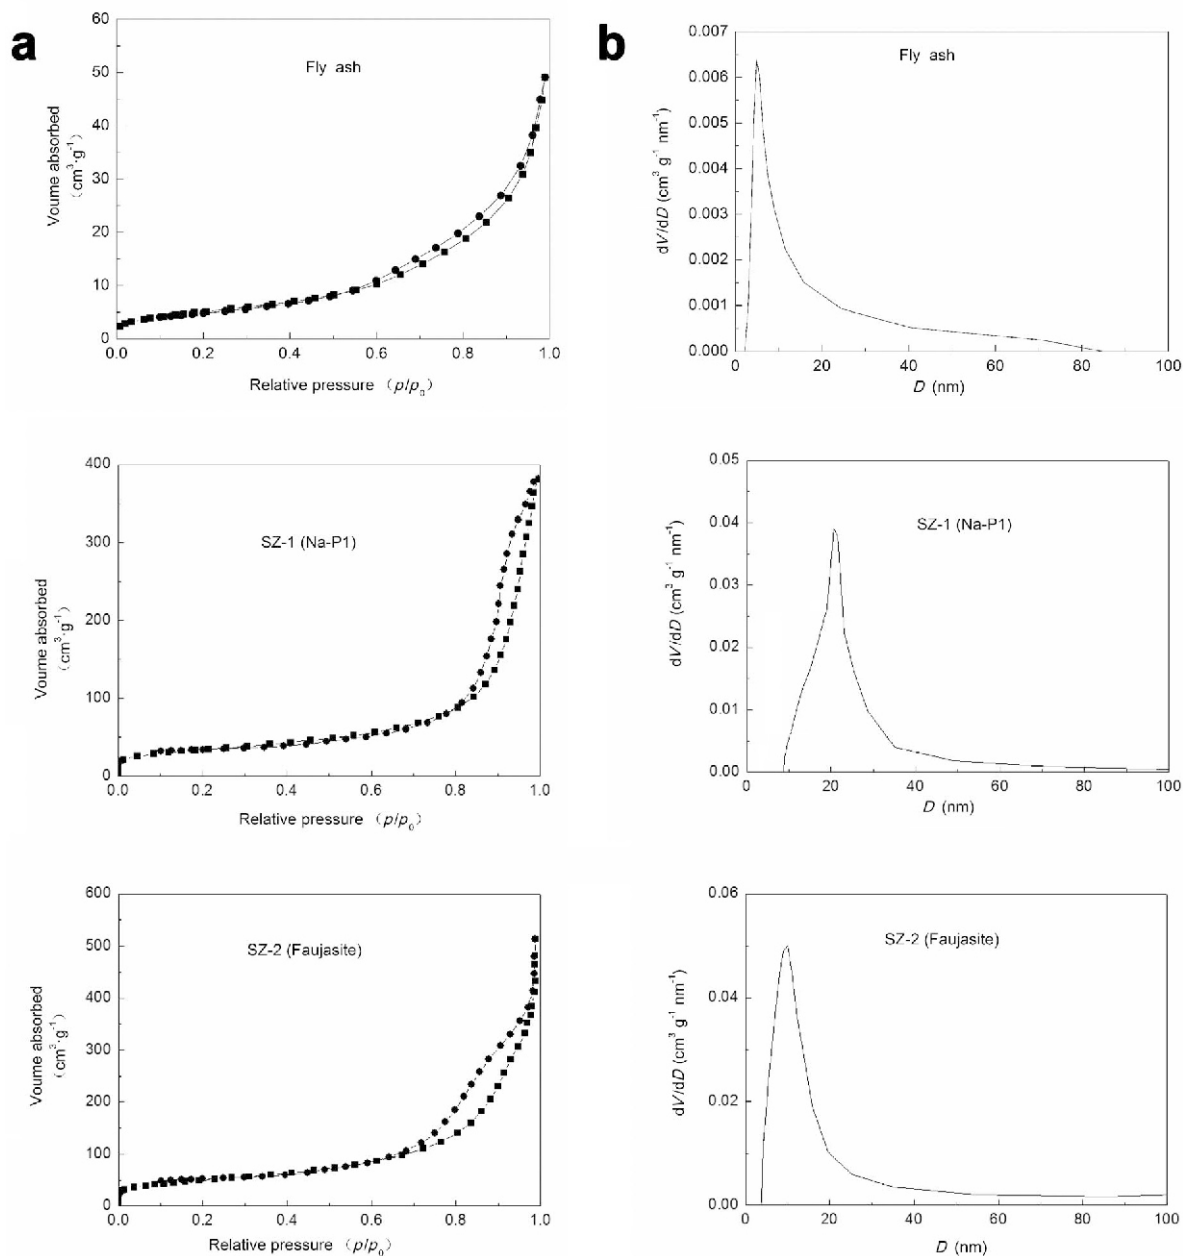 a
60
50
40
30
20
10
0
Voume absorbed
(cm³·g⁻¹)
Fly ash
0.0 0.2 0.4 0.6 0.8 1.0
Relative pressure (p/p₀)
b
0.007
0.006
0.005
0.004
0.003
0.002
0.001
0.000
dV/dD (cm³ g⁻¹ nm⁻¹)
Fly ash
0 20 40 60 80 100
D (nm)
400
300
200
100
0
Voume absorbed
(cm³·g⁻¹)
SZ-1 (Na-P1)
0.0 0.2 0.4 0.6 0.8 1.0
Relative pressure (p/p₀)
0.05
0.04
0.03
0.02
0.01
0.00
dV/dD (cm³ g⁻¹ nm⁻¹)
SZ-1 (Na-P1)
0 20 40 60 80 100
D (nm)
600
500
400
300
200
100
0
Voume absorbed
(cm³·g⁻¹)
SZ-2 (Faujasite)
0.0 0.2 0.4 0.6 0.8 1.0
Relative pressure (p/p₀)
0.06
0.04
0.02
0.00
dV/dD (cm³ g⁻¹ nm⁻¹)
SZ-2 (Faujasite)
0 20 40 60 80 100
D (nm)